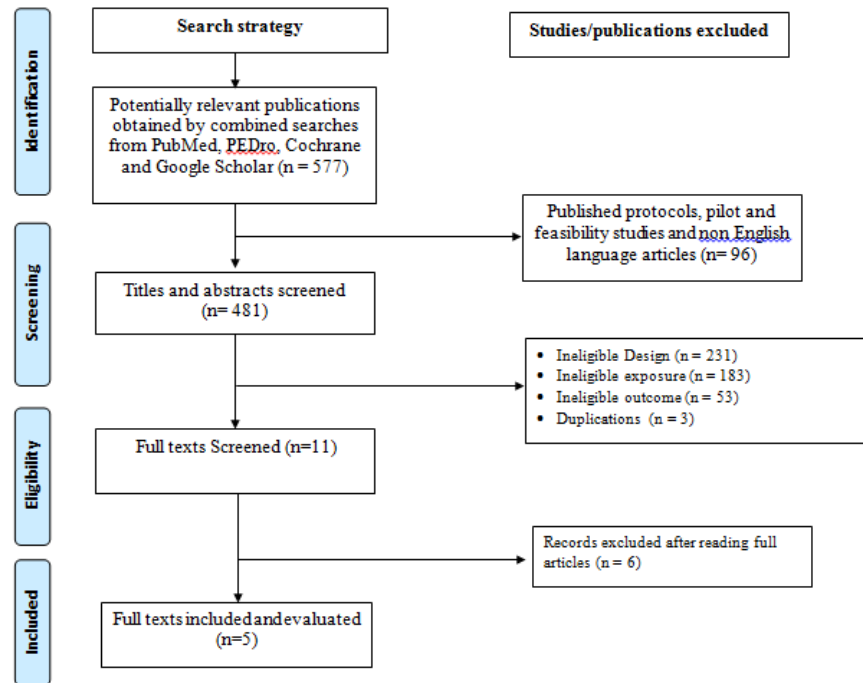 Identification
Search strategy
Studies/publications excluded
Potentially relevant publications
obtained by combined searches
from PubMed, PEDro, Cochrane
and Google Scholar (n = 577)
Published protocols, pilot and
feasibility studies and non English
language articles (n= 96)
Screening
Titles and abstracts screened
(n= 481)
• Ineligible Design (n = 231)
• Ineligible exposure (n = 183)
• Ineligible outcome (n = 53)
• Duplications (n = 3)
Eligibility
Full texts Screened (n=11)
Records excluded after reading full
articles (n = 6)
Included
Full texts included and evaluated
(n=5)